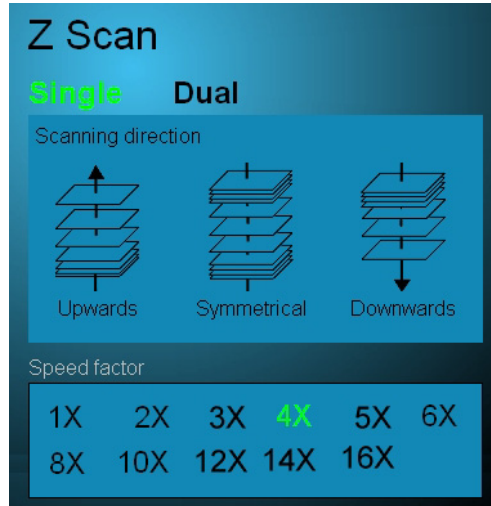 Z Scan
Single Dual
Scanning direction
Upwards Symmetrical Downwards
Speed factor
1X 2X 3X 4X 5X 6X
8X 10X 12X 14X 16X